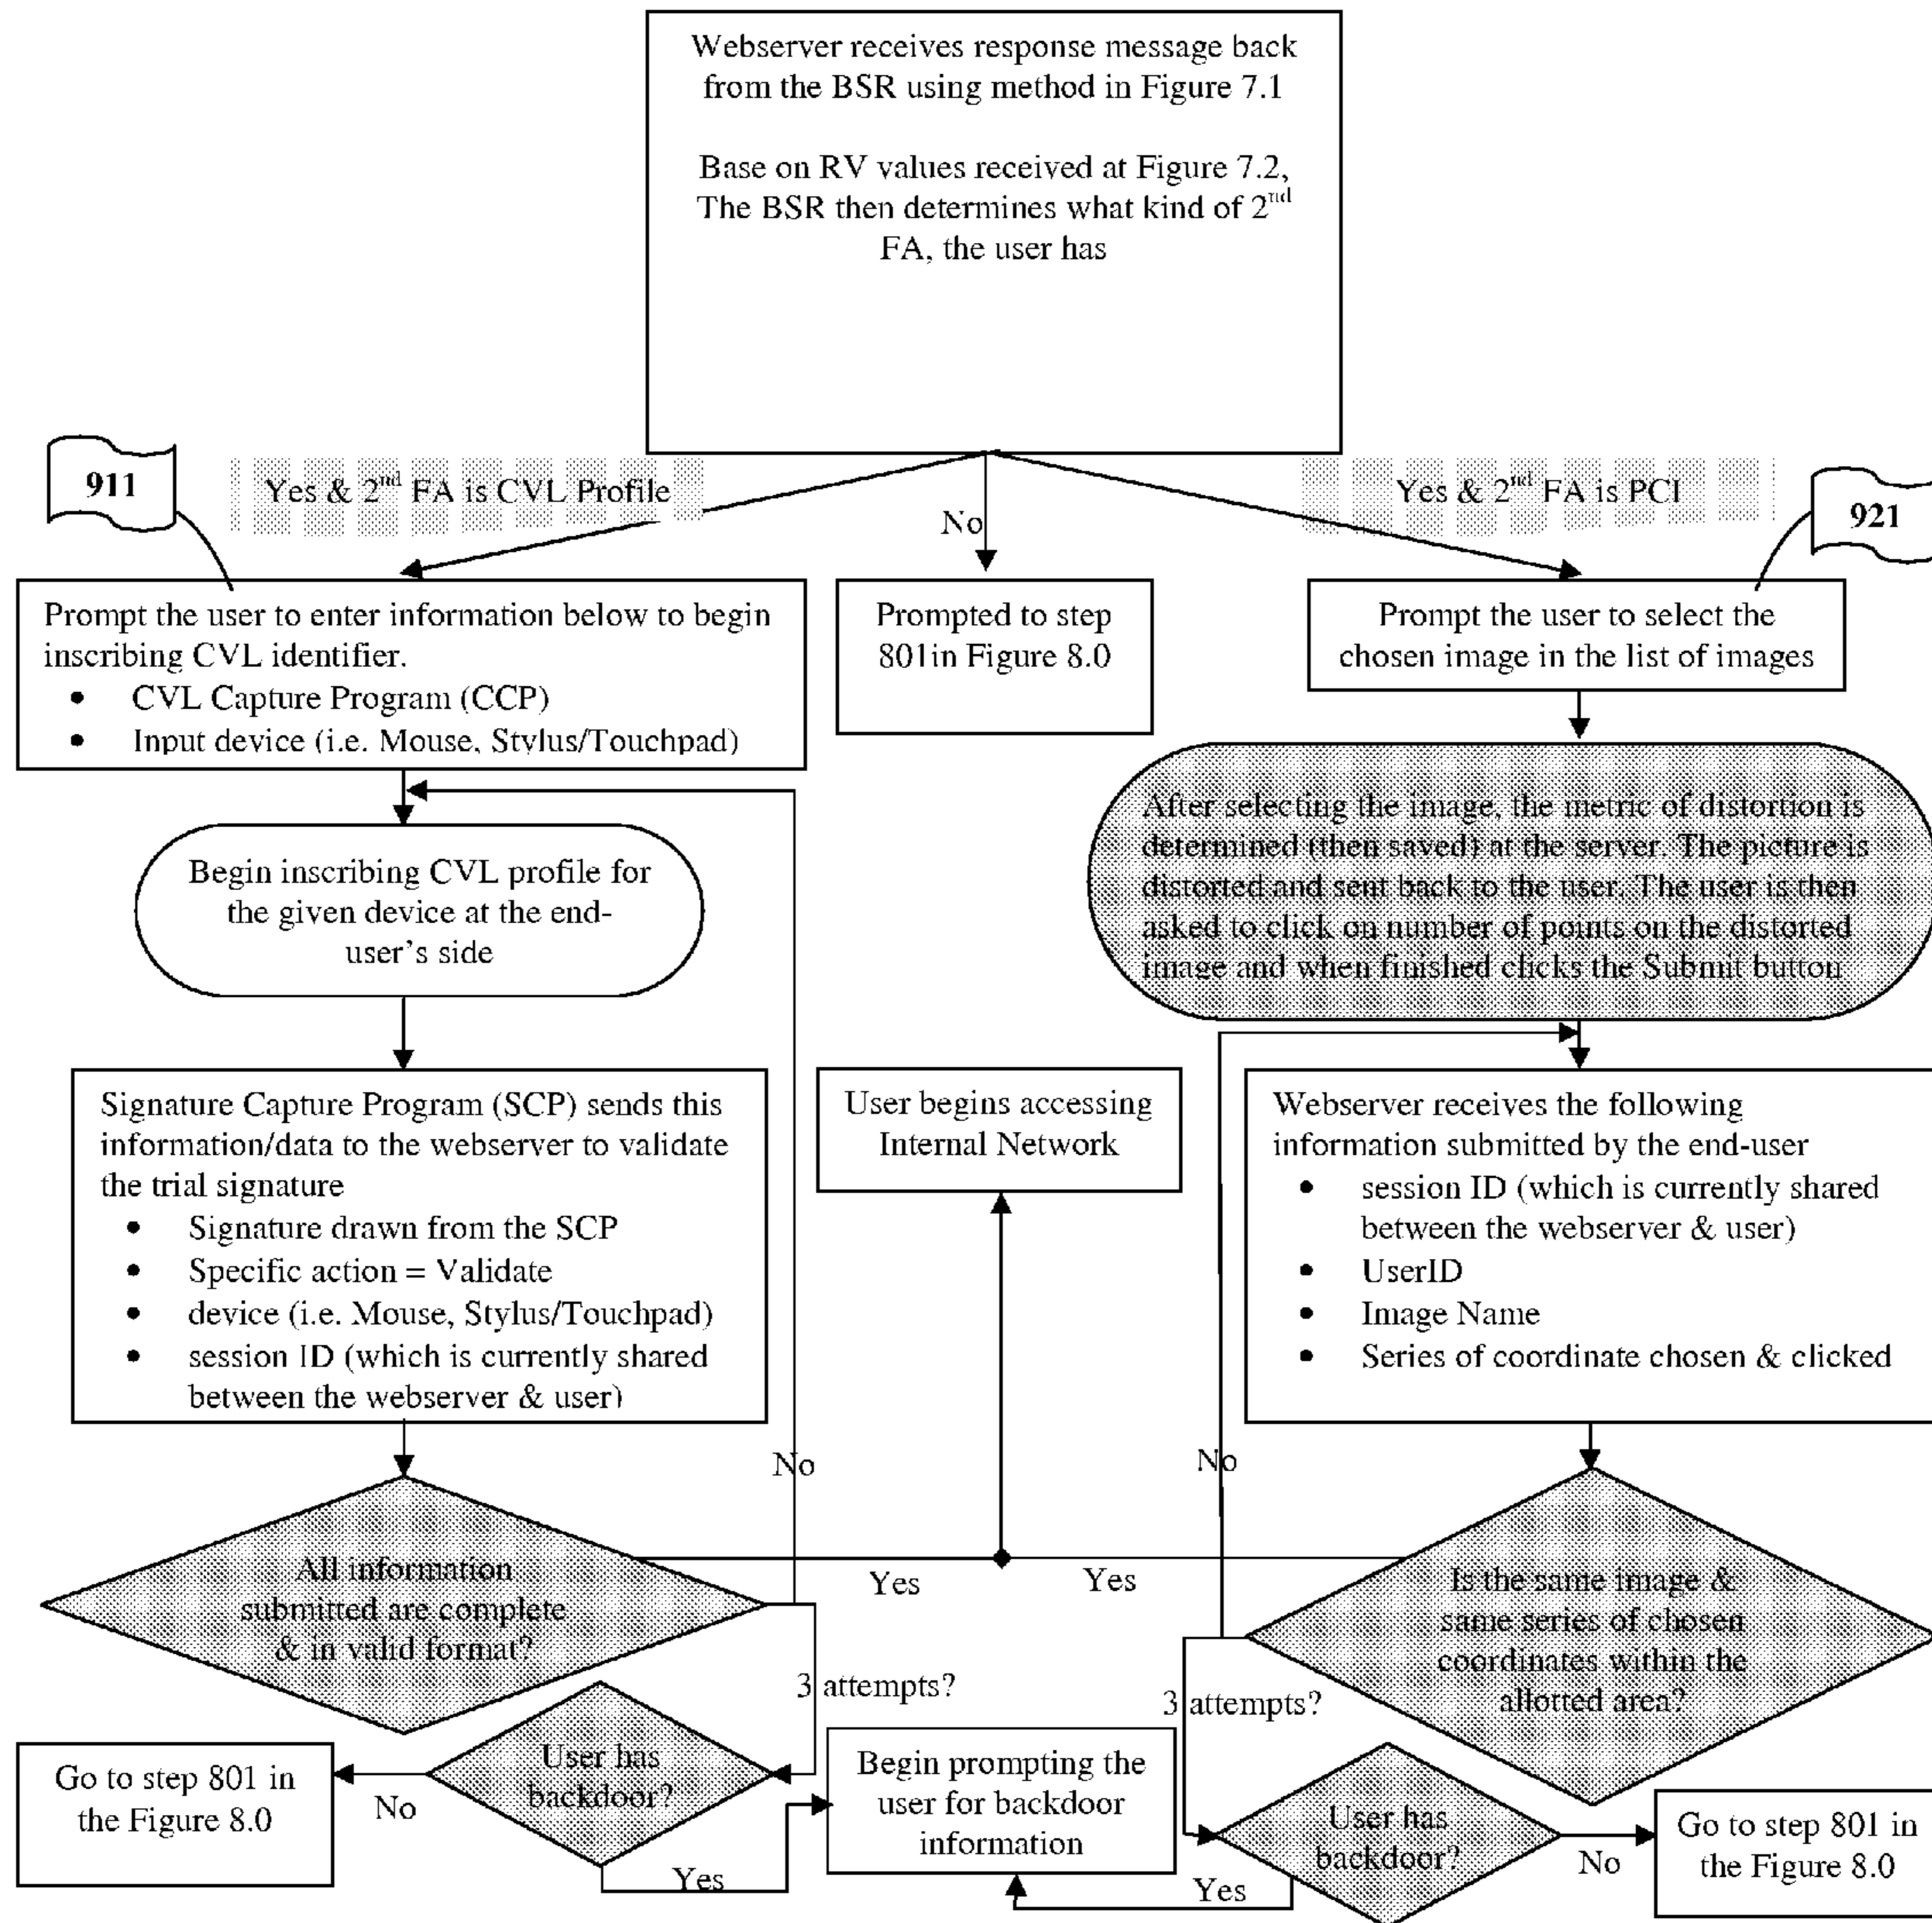 Webserver receives response message back
from the BSR using method in Figure 7.1
Base on RV values received at Figure 7.2,
The BSR then determines what kind of 2nd
FA, the user has
911
Yes & 2nd FA is CVL Profile
No
Yes & 2nd FA is PCI
921
Prompt the user to enter information below to begin
inscribing CVL identifier.
• CVL Capture Program (CCP)
• Input device (i.e. Mouse, Stylus/Touchpad)
Prompted to step
801in Figure 8.0
Prompt the user to select the
chosen image in the list of images
Begin inscribing CVL profile for
the given device at the end-
user's side
After selecting the image, the metric of distortion is
determined (then saved) at the server. The picture is
distorted and sent back to the user. The user is then
asked to click on number of points on the distorted
image and when finished clicks the Submit button
Signature Capture Program (SCP) sends this
information/data to the webserver to validate
the trial signature
• Signature drawn from the SCP
• Specific action = Validate
• device (i.e. Mouse, Stylus/Touchpad)
• session ID (which is currently shared
between the webserver & user)
User begins accessing
Internal Network
Webserver receives the following
information submitted by the end-user
• session ID (which is currently shared
between the webserver & user)
• UserID
• Image Name
• Series of coordinate chosen & clicked
No
No
All information
submitted are complete
& in valid format?
Yes
Yes
Is the same image &
same series of chosen
coordinates within the
allotted area?
3 attempts?
3 attempts?
Go to step 801 in
the Figure 8.0
No
User has
backdoor?
Yes
Begin prompting the
user for backdoor
information
Yes
User has
backdoor?
No
Go to step 801 in
the Figure 8.0